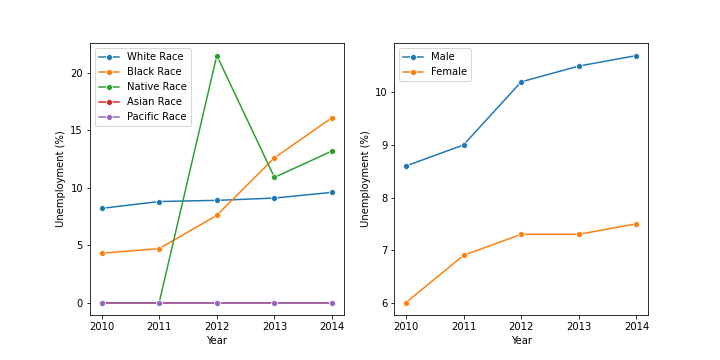 White Race
Black Race
Native Race
Asian Race
Pacific Race
20
15
10
5
0
Unemployment (%)
2010 2011 2012 2013 2014
Year
Male
Female
10
9
8
7
6
Unemployment (%)
2010 2011 2012 2013 2014
Year